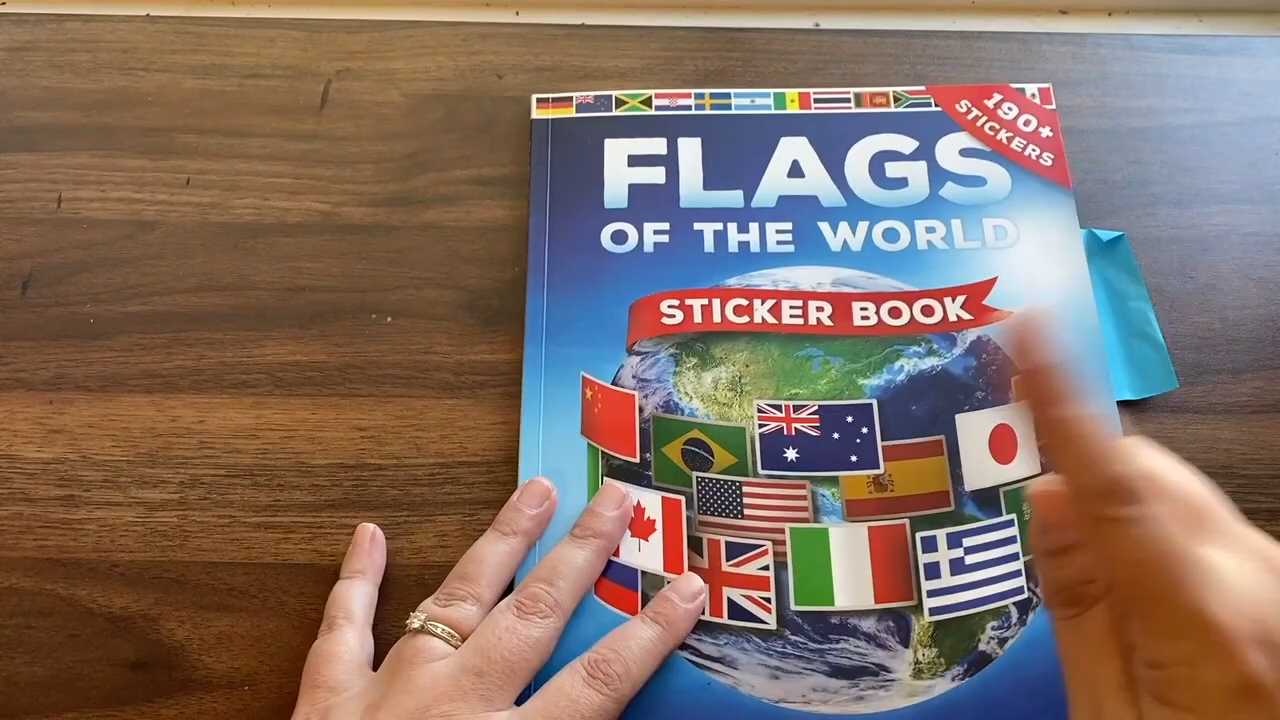 190+
STICKERS
FLAGS
OF THE WORLD
STICKER BOOK